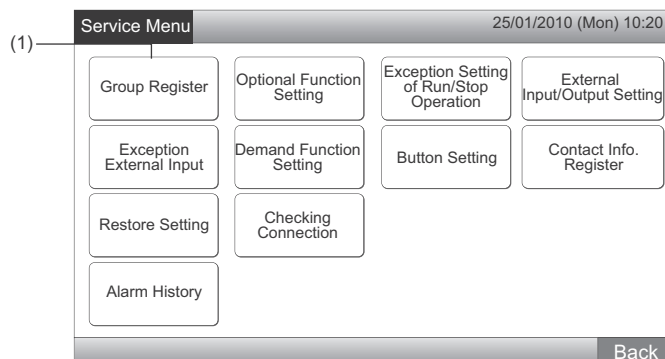 Service Menu
25/01/2010 (Mon) 10:20
(1)
Group Register
Optional Function
Setting
Exception Setting
of Run/Stop
Operation
External
Input/Output Setting
Exception
External Input
Demand Function
Setting
Button Setting
Contact Info.
Register
Restore Setting
Checking
Connection
Alarm History
Back